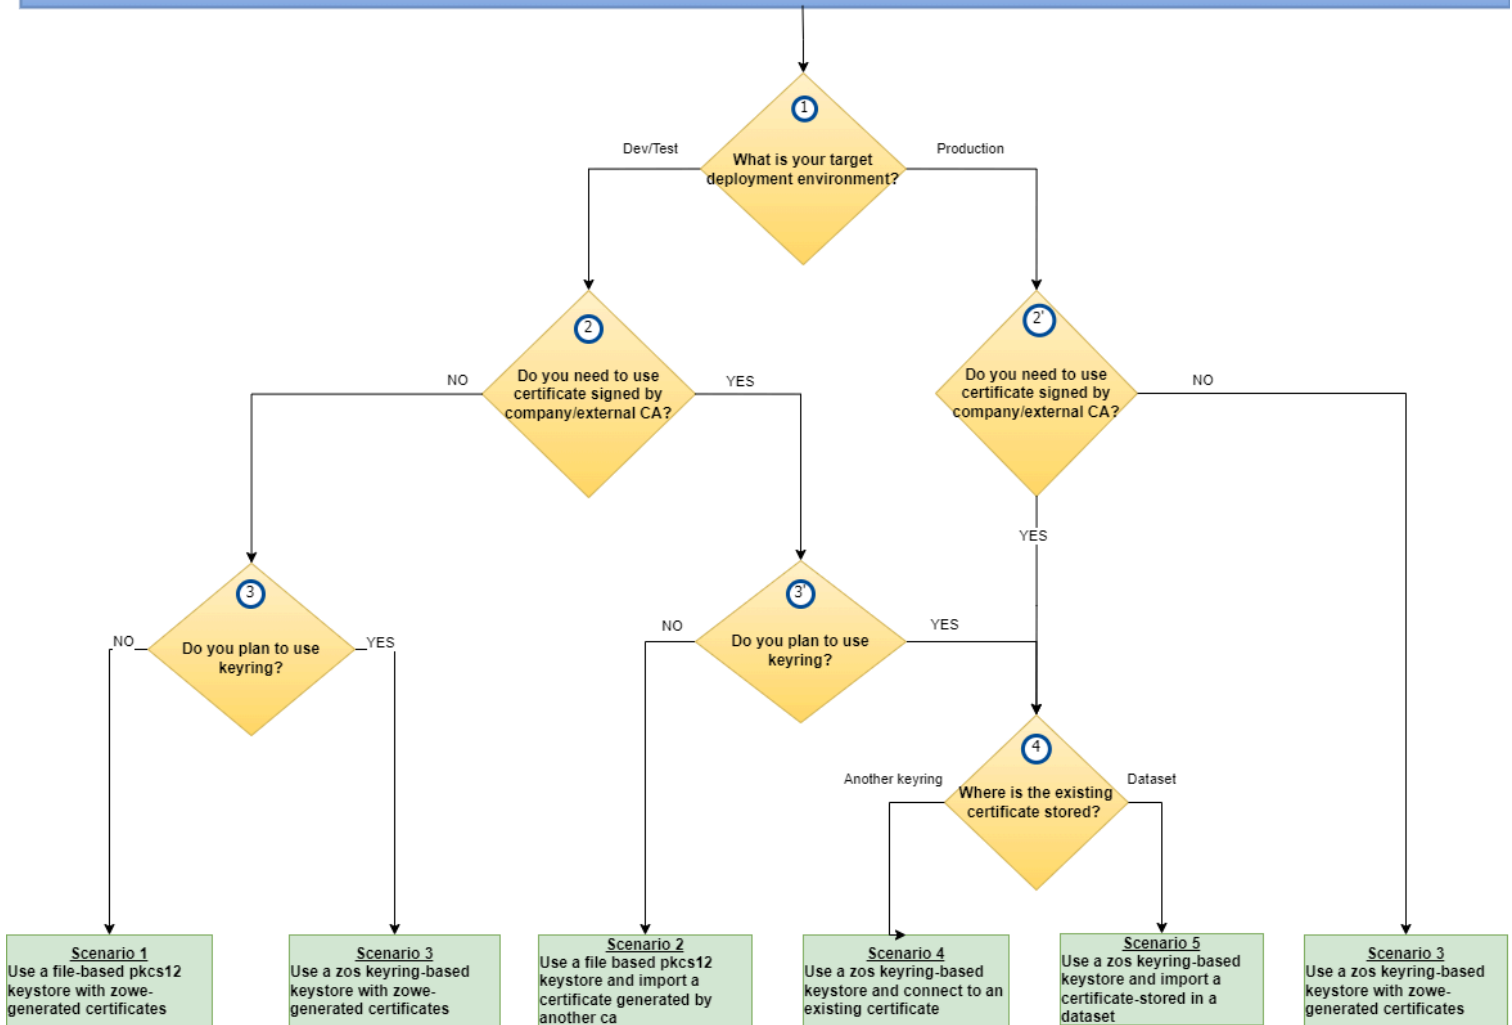 1
Dev/Test
Production
What is your target
deployment environment?
2
2'
Do you need to use
certificate signed by
company/external CA?
NO
YES
Do you need to use
certificate signed by
company/external CA?
NO
YES
3
NO
YES
Do you plan to use
keyring?
3'
NO
YES
Do you plan to use
keyring?
4
Another keyring
Dataset
Where is the existing
certificate stored?
Scenario 1
Use a file-based pkcs12
keystore with zowe-
generated certificates
Scenario 3
Use a zos keyring-based
keystore with zowe-
generated certificates
Scenario 2
Use a file based pkcs12
keystore and import a
certificate generated by
another ca
Scenario 4
Use a zos keyring-based
keystore and connect to an
existing certificate
Scenario 5
Use a zos keyring-based
keystore and import a
certificate-stored in a
dataset
Scenario 3
Use a zos keyring-based
keystore with zowe-
generated certificates